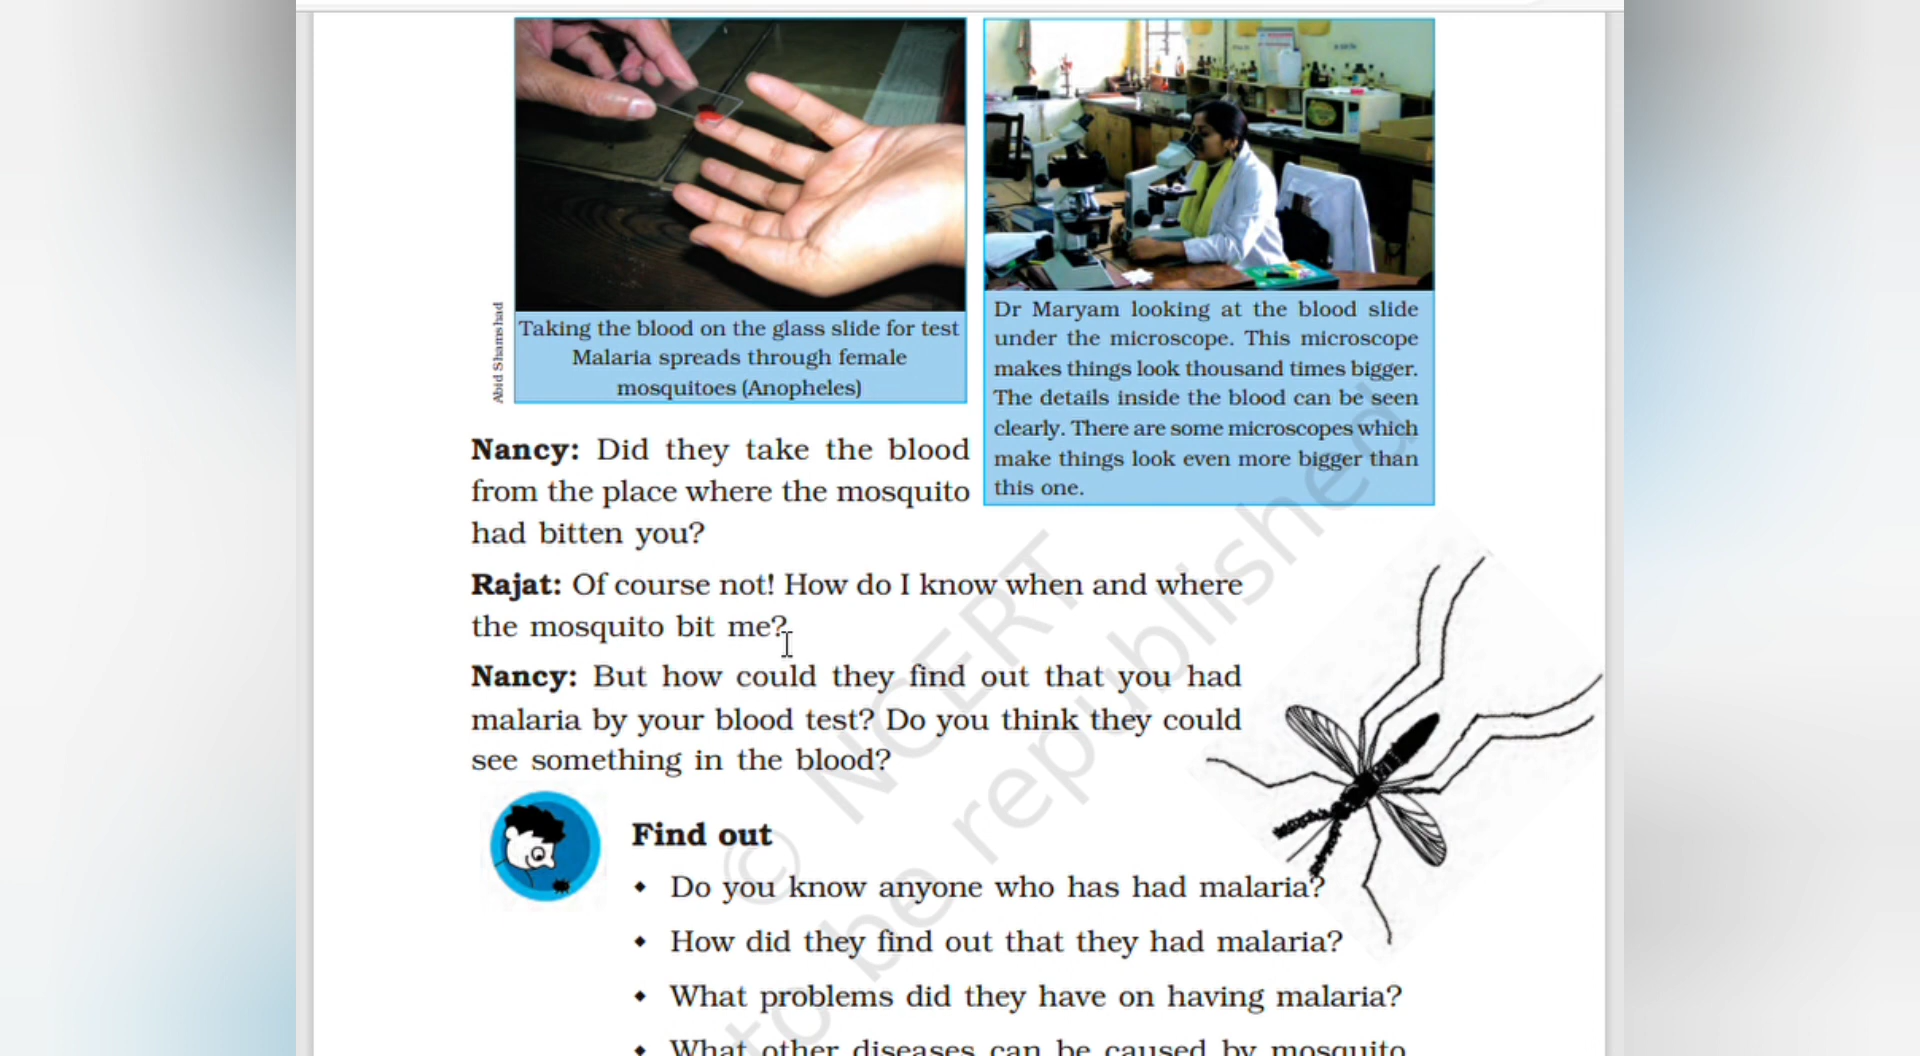 Abid Shamshad
Taking the blood on the glass slide for test
Malaria spreads through female
mosquitoes (Anopheles)
Dr Maryam looking at the blood slide
under the microscope. This microscope
makes things look thousand times bigger.
The details inside the blood can be seen
clearly. There are some microscopes which
make things look even more bigger than
this one.
Nancy: Did they take the blood
from the place where the mosquito
had bitten you?
Rajat: Of course not! How do I know when and where
the mosquito bit me?
Nancy: But how could they find out that you had
malaria by your blood test? Do you think they could
see something in the blood?
Find out
• Do you know anyone who has had malaria?
• How did they find out that they had malaria?
• What problems did they have on having malaria?
• What other diseases can be caused by mosquito
© NCERT
to be republished